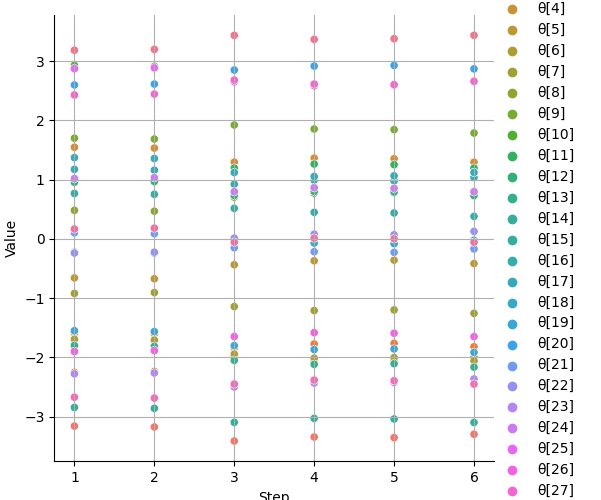 Value
3
2
1
0
−1
−2
−3
1 2 3 4 5 6
Step
θ[4]
θ[5]
θ[6]
θ[7]
θ[8]
θ[9]
θ[10]
θ[11]
θ[12]
θ[13]
θ[14]
θ[15]
θ[16]
θ[17]
θ[18]
θ[19]
θ[20]
θ[21]
θ[22]
θ[23]
θ[24]
θ[25]
θ[26]
θ[27]